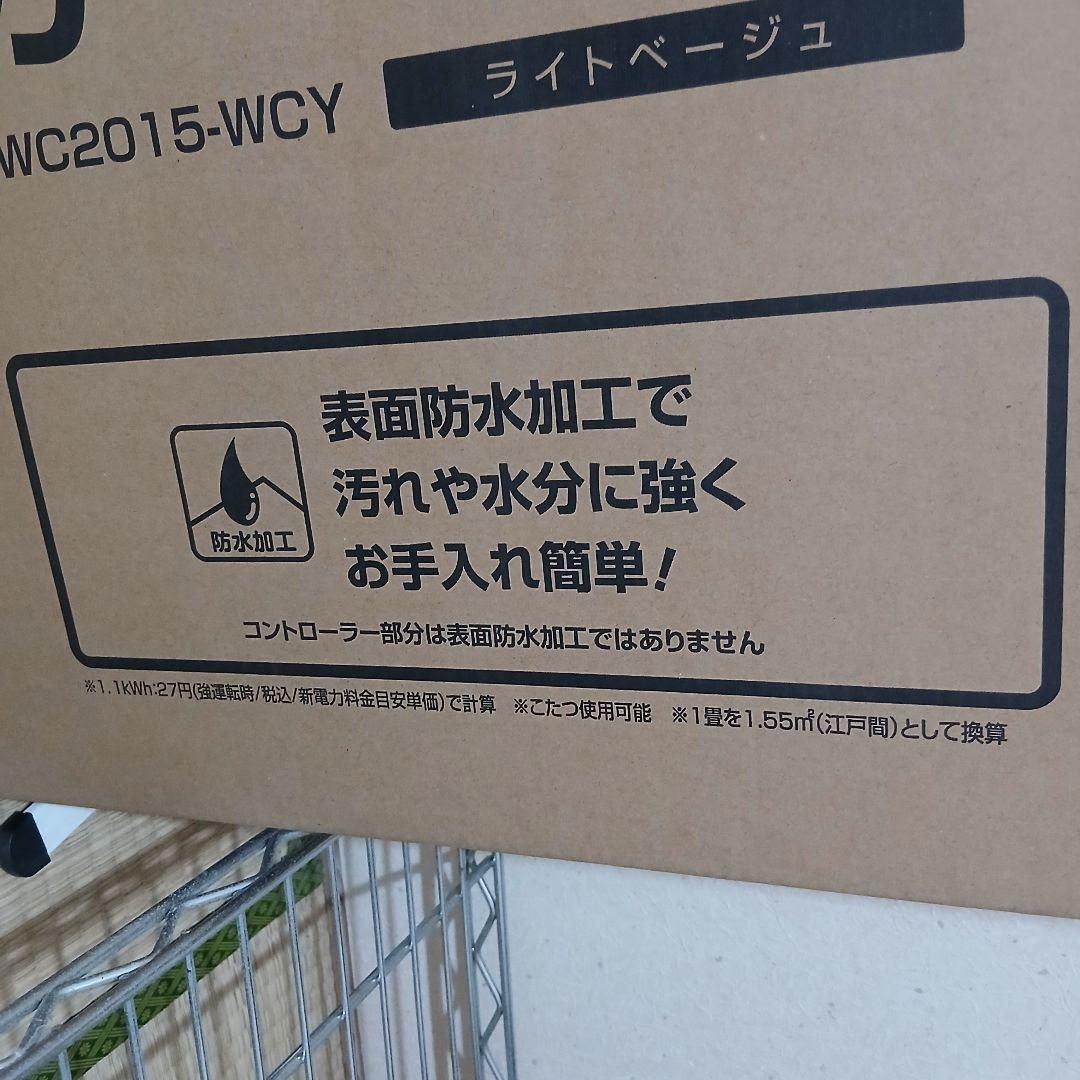 WC2015-WCY ライトベージュ
表面防水加工で
汚れや水分に強く
お手入れ簡単!
防水加工
コントローラー部分は表面防水加工ではありません
※1.1kWh:27円(強運転時/税込/新電力料金目安単価)で計算 ※こたつ使用可能 ※1畳を1.55㎡(江戸間)として換算